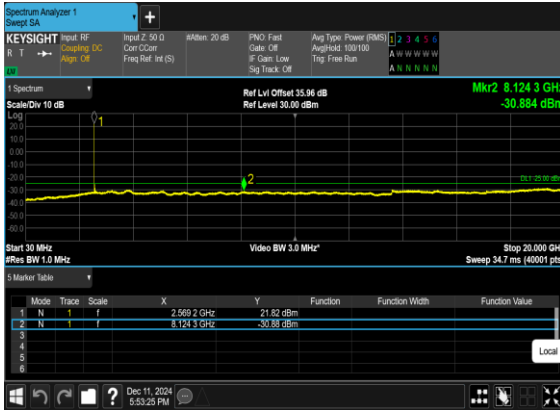 Spectrum Analyzer 1
Swept SA
+
KEYSIGHT
R T
LV
Input: RF
Coupling: DC
Align: Off
Input Z: 50 Ω
Corr CCorr
Freq Ref: Int (S)
#Atten: 20 dB
PNO: Fast
Gate: Off
IF Gain: Low
Sig Track: Off
Avg Type: Power (RMS)
Avg|Hold: 100/100
Trig: Free Run
1 2 3 4 5 6
A W W W W W
A N N N N N
1 Spectrum
Scale/Div 10 dB
Ref Lvl Offset 35.96 dB
Ref Level 30.00 dBm
Mkr2 8.124 3 GHz
-30.884 dBm
Log
20.0
10.0
0.00
-10.0
-20.0
-30.0
-40.0
-50.0
-60.0
1
2
DL1 -25.00 dBm
Start 30 MHz
#Res BW 1.0 MHz
Video BW 3.0 MHz*
Stop 20.000 GH
Sweep 34.7 ms (40001 pts
5 Marker Table
Mode Trace Scale X Y Function Function Width Function Value
1 N 1 f 2.569 2 GHz 21.82 dBm
2 N 1 f 8.124 3 GHz -30.88 dBm
3
4
5
6
Local
?
Dec 11, 2024
5:53:25 PM